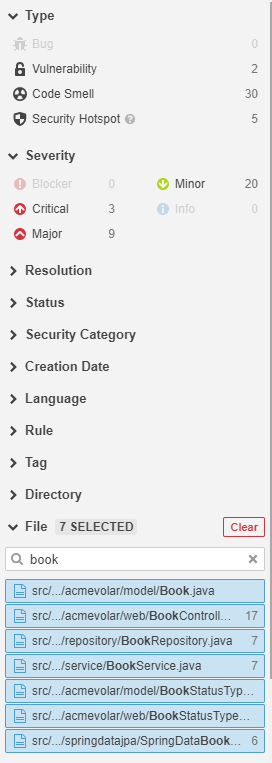 Type
Bug 0
Vulnerability 2
Code Smell 30
Security Hotspot ? 5
Severity
Blocker 0 Minor 20
Critical 3 Info 0
Major 9
Resolution
Status
Security Category
Creation Date
Language
Rule
Tag
Directory
File 7 SELECTED Clear
book
src/.../acmevolar/model/Book.java
src/.../acmevolar/web/BookControll... 17
src/.../repository/BookRepository.java 7
src/.../service/BookService.java 7
src/.../acmevolar/model/BookStatusTyp...
src/.../acmevolar/web/BookStatusType...
src/.../springdatajpa/SpringDataBook... 6